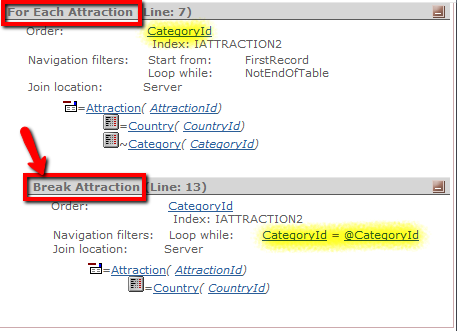 For Each Attraction (Line: 7)
Order: CategoryId
Index: IATTRACTION2
Navigation filters: Start from: FirstRecord
Loop while: NotEndOfTable
Join location: Server
=Attraction( AttractionId)
=Country( CountryId)
~Category( CategoryId)
Break Attraction (Line: 13)
Order: CategoryId
Index: IATTRACTION2
Navigation filters: Loop while: CategoryId = @CategoryId
Join location: Server
=Attraction( AttractionId)
=Country( CountryId)